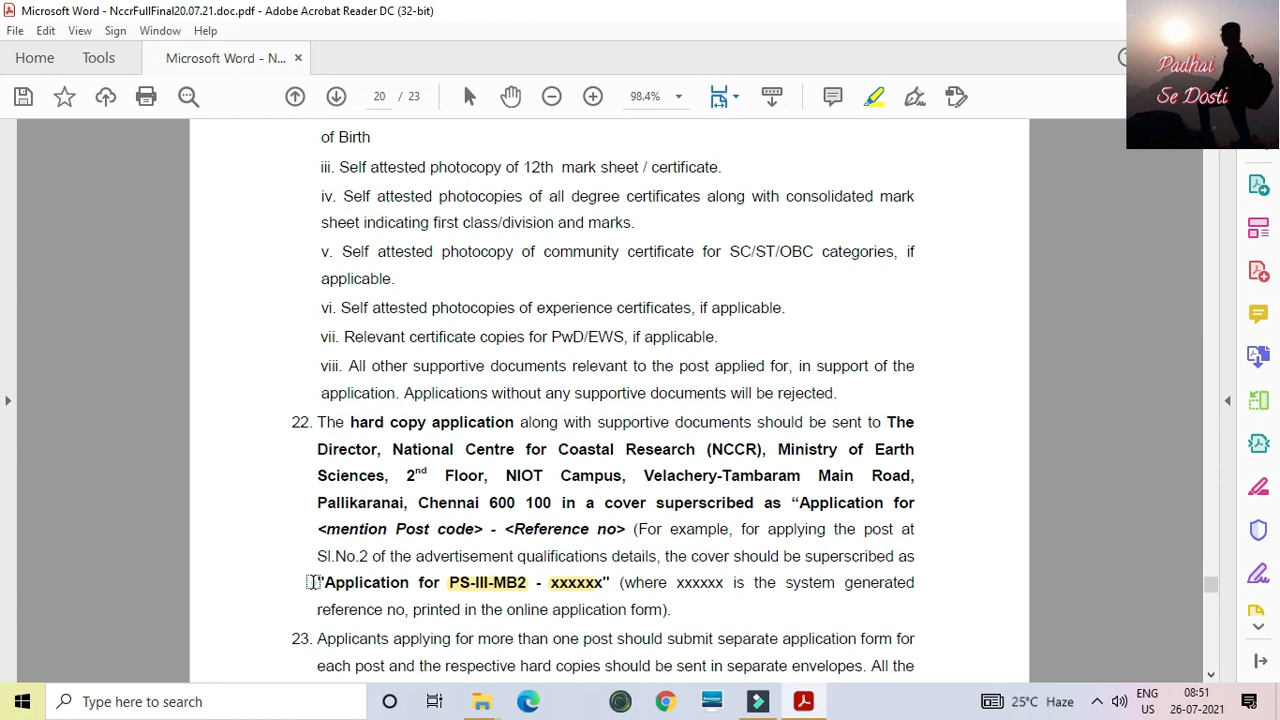 Microsoft Word - NccrFullFinal20.07.21.doc.pdf - Adobe Acrobat Reader DC (32-bit)
File Edit View Sign Window Help
Home Tools Microsoft Word - N... ×
20 / 23 98.4%
Padhai
Se Dosti
of Birth
iii. Self attested photocopy of 12th mark sheet / certificate.
iv. Self attested photocopies of all degree certificates along with consolidated mark
sheet indicating first class/division and marks.
v. Self attested photocopy of community certificate for SC/ST/OBC categories, if
applicable.
vi. Self attested photocopies of experience certificates, if applicable.
vii. Relevant certificate copies for PwD/EWS, if applicable.
viii. All other supportive documents relevant to the post applied for, in support of the
application. Applications without any supportive documents will be rejected.
22. The hard copy application along with supportive documents should be sent to The
Director, National Centre for Coastal Research (NCCR), Ministry of Earth
Sciences, 2nd Floor, NIOT Campus, Velachery-Tambaram Main Road,
Pallikaranai, Chennai 600 100 in a cover superscribed as “Application for
<mention Post code> - <Reference no> (For example, for applying the post at
Sl.No.2 of the advertisement qualifications details, the cover should be superscribed as
"Application for PS-III-MB2 - xxxxxx" (where xxxxxx is the system generated
reference no, printed in the online application form).
23. Applicants applying for more than one post should submit separate application form for
each post and the respective hard copies should be sent in separate envelopes. All the
Type here to search
25°C Haze
ENG
US
08:51
26-07-2021